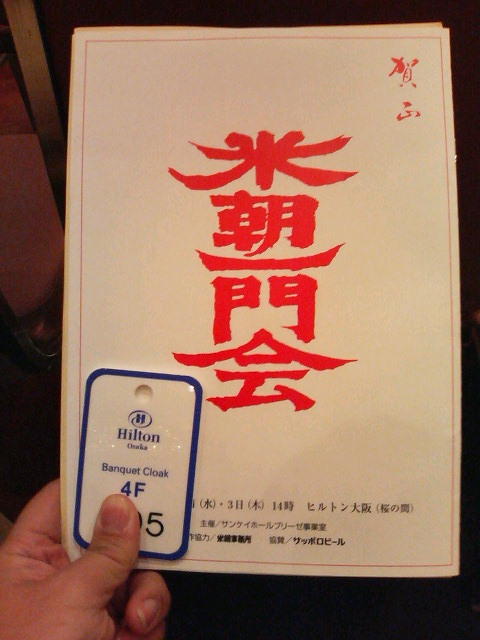 賀正
米朝一門会
(水)・3日(木) 14時 ヒルトン大阪(桜の間)
主催/サンケイホールブリーゼ事業室
作協力/米朝事務所 協賛/サッポロビール
Hilton
Osaka
Banquet Cloak
4F
05